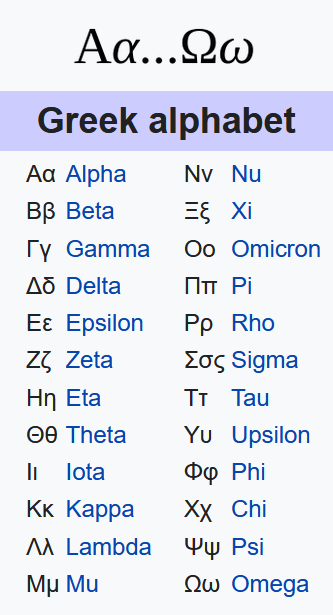 Αα...Ωω
Greek alphabet
Αα Alpha
Ββ Beta
Γγ Gamma
Δδ Delta
Εε Epsilon
Ζζ Zeta
Ηη Eta
Θθ Theta
Ιι Iota
Κκ Kappa
Λλ Lambda
Μμ Mu
Νν Nu
Ξξ Xi
Οο Omicron
Ππ Pi
Ρρ Rho
Σσς Sigma
Ττ Tau
Υυ Upsilon
Φφ Phi
Χχ Chi
Ψψ Psi
Ωω Omega